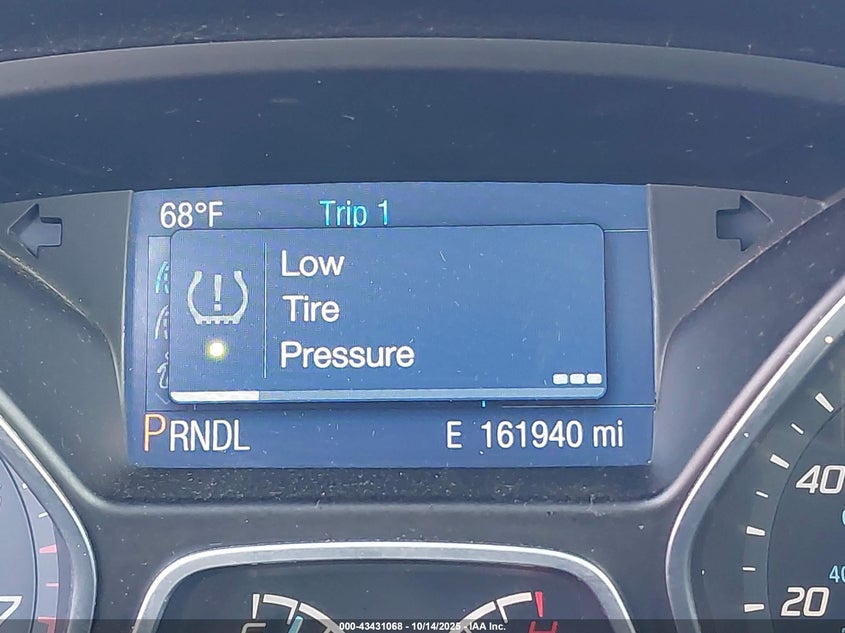 68°F Trip 1
Low
Tire
Pressure
PRNDL E 161940 mi
40
20
H
000-43431068 - 10/14/2025 - IAA Inc.